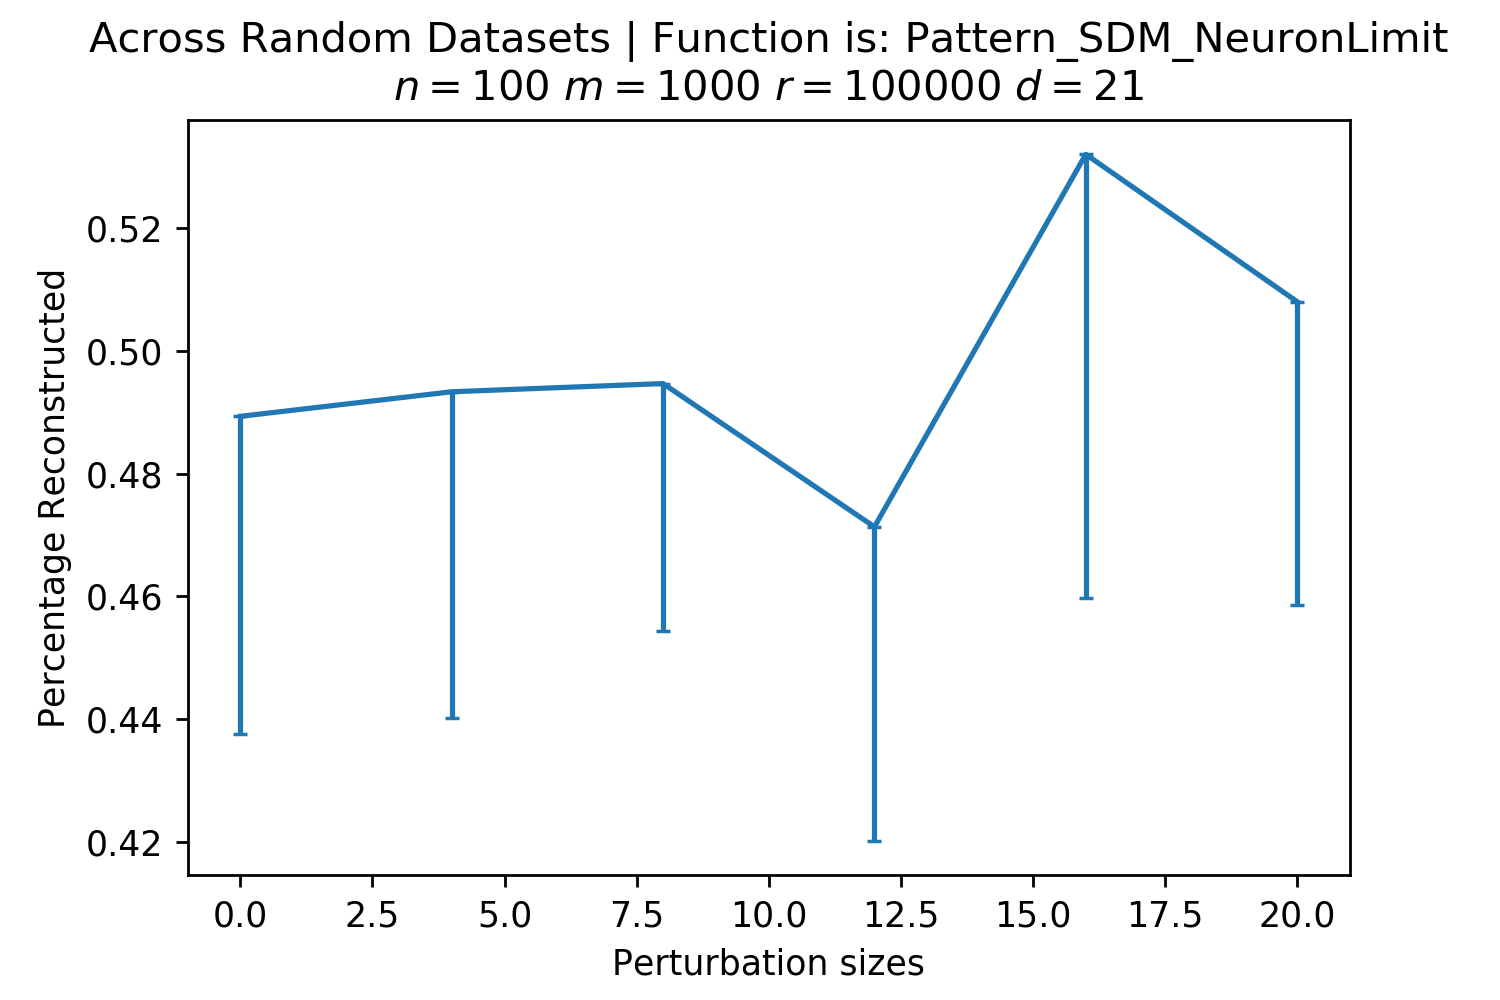 Across Random Datasets | Function is: Pattern_SDM_NeuronLimit
n = 100 m = 1000 r = 100000 d = 21
Percentage Reconstructed
0.52
0.50
0.48
0.46
0.44
0.42
0.0 2.5 5.0 7.5 10.0 12.5 15.0 17.5 20.0
Perturbation sizes